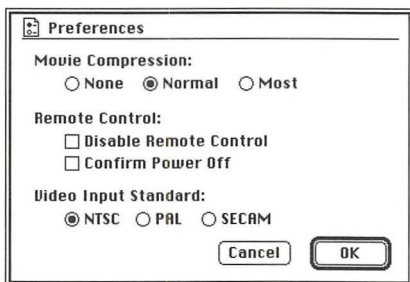 Preferences
Movie Compression:
None Normal Most
Remote Control:
Disable Remote Control
Confirm Power Off
Video Input Standard:
NTSC PAL SECAM
Cancel OK